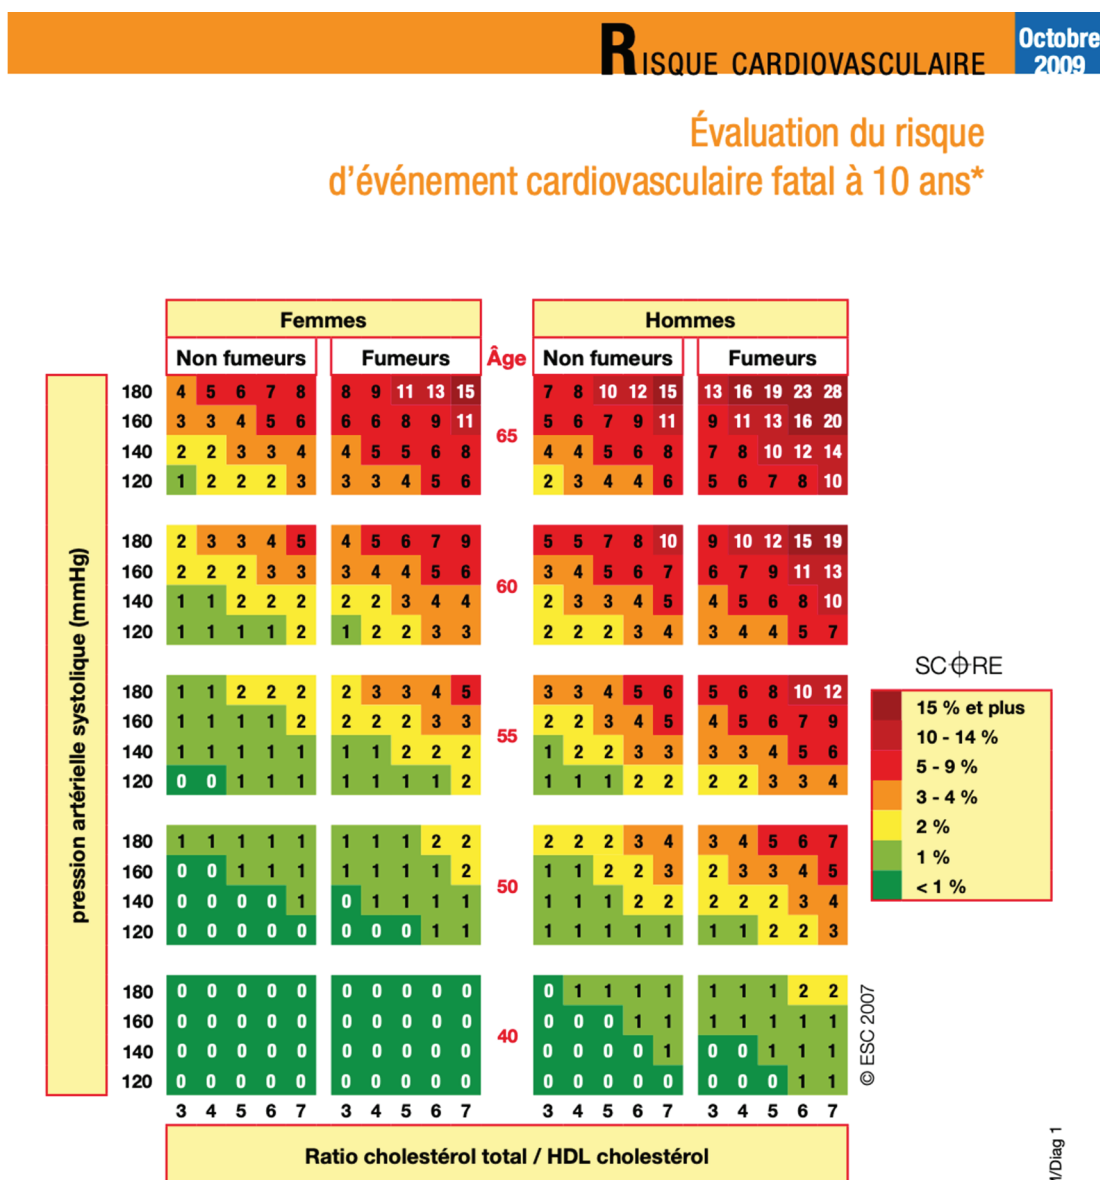 RISQUE CARDIOVASCULAIRE
Octobre
2009
Évaluation du risque
d’événement cardiovasculaire fatal à 10 ans*
Femmes Hommes
Non fumeurs Fumeurs Âge Non fumeurs Fumeurs
pression artérielle systolique (mmHg)
180 4 5 6 7 8 8 9 11 13 15 7 8 10 12 15 13 16 19 23 28
160 3 3 4 5 6 6 6 8 9 11 5 6 7 9 11 9 11 13 16 20
65
140 2 2 3 3 4 4 5 5 6 8 4 4 5 6 8 7 8 10 12 14
120 1 2 2 2 3 3 3 4 5 6 2 3 4 4 6 5 6 7 8 10
180 2 3 3 4 5 4 5 6 7 9 5 5 7 8 10 9 10 12 15 19
160 2 2 2 3 3 3 4 4 5 6 3 4 5 6 7 6 7 9 11 13
60
140 1 1 2 2 2 2 2 3 4 4 2 3 3 4 5 4 5 6 8 10
120 1 1 1 1 2 1 2 2 3 3 2 2 2 3 4 3 4 4 5 7
180 1 1 2 2 2 2 3 3 4 5 3 3 4 5 6 5 6 8 10 12
160 1 1 1 1 2 2 2 2 3 3 2 2 3 4 5 4 5 6 7 9
55
140 1 1 1 1 1 1 1 2 2 2 1 2 2 3 3 3 3 4 5 6
120 0 0 1 1 1 1 1 1 1 2 1 1 1 2 2 2 2 3 3 4
180 1 1 1 1 1 1 1 1 2 2 2 2 2 3 4 3 4 5 6 7
160 0 0 1 1 1 1 1 1 1 2 1 1 2 2 3 2 3 3 4 5
50
140 0 0 0 0 1 0 1 1 1 1 1 1 1 2 2 2 2 2 3 4
120 0 0 0 0 0 0 0 0 1 1 1 1 1 1 1 1 1 2 2 3
180 0 0 0 0 0 0 0 0 0 0 0 1 1 1 1 1 1 1 2 2
160 0 0 0 0 0 0 0 0 0 0 0 0 0 1 1 1 1 1 1 1
40
140 0 0 0 0 0 0 0 0 0 0 0 0 0 0 1 0 0 1 1 1
120 0 0 0 0 0 0 0 0 0 0 0 0 0 0 0 0 0 0 1 1
3 4 5 6 7 3 4 5 6 7 3 4 5 6 7 3 4 5 6 7
Ratio cholestérol total / HDL cholestérol
SCORE
15 % et plus
10 - 14 %
5 - 9 %
3 - 4 %
2 %
1 %
< 1 %
© ESC 2007
/Diag 1